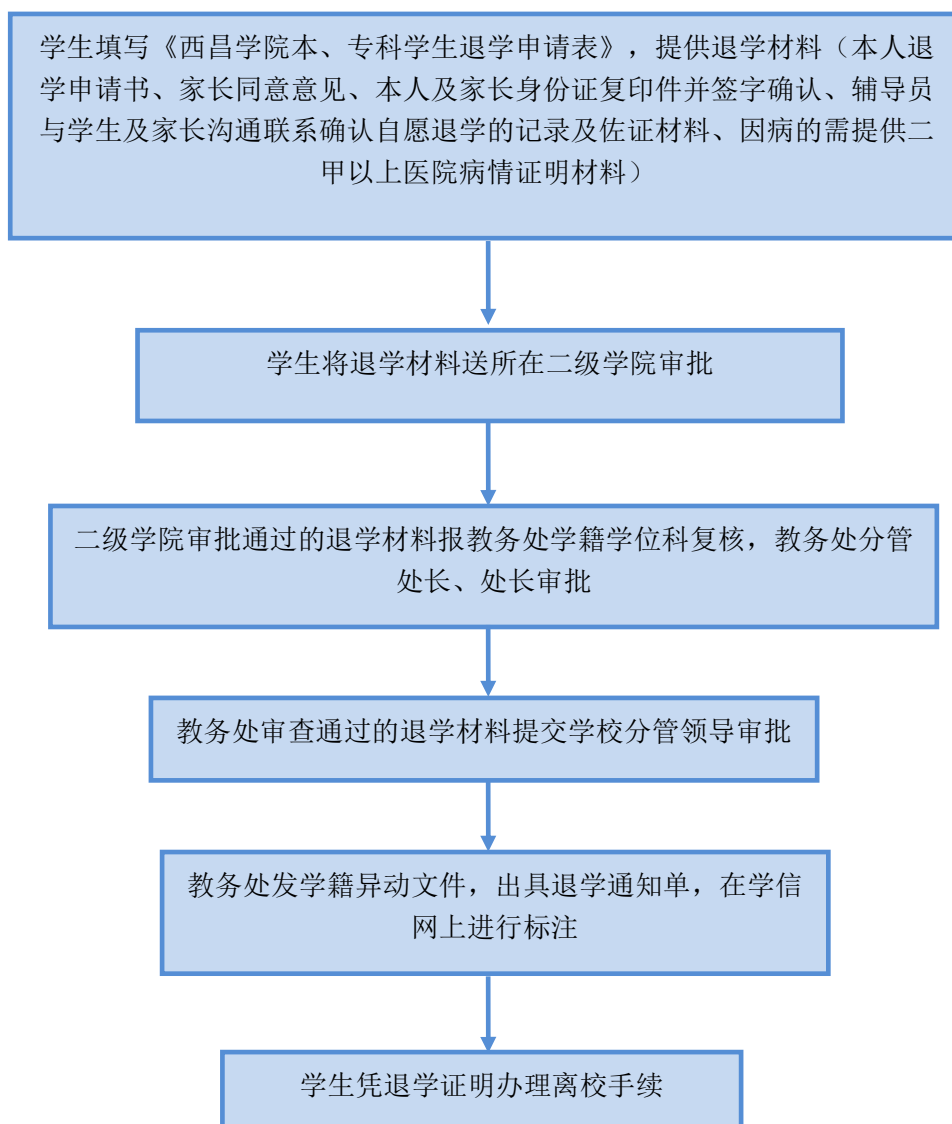 学生填写《西昌学院本、专科学生退学申请表》，提供退学材料（本人退
学申请书、家长同意意见、本人及家长身份证复印件并签字确认、辅导员
与学生及家长沟通联系确认自愿退学的记录及佐证材料、因病的需提供二
甲以上医院病情证明材料）
学生将退学材料送所在二级学院审批
二级学院审批通过的退学材料报教务处学籍学位科复核，教务处分管
处长、处长审批
教务处审查通过的退学材料提交学校分管领导审批
教务处发学籍异动文件，出具退学通知单，在学信
网上进行标注
学生凭退学证明办理离校手续